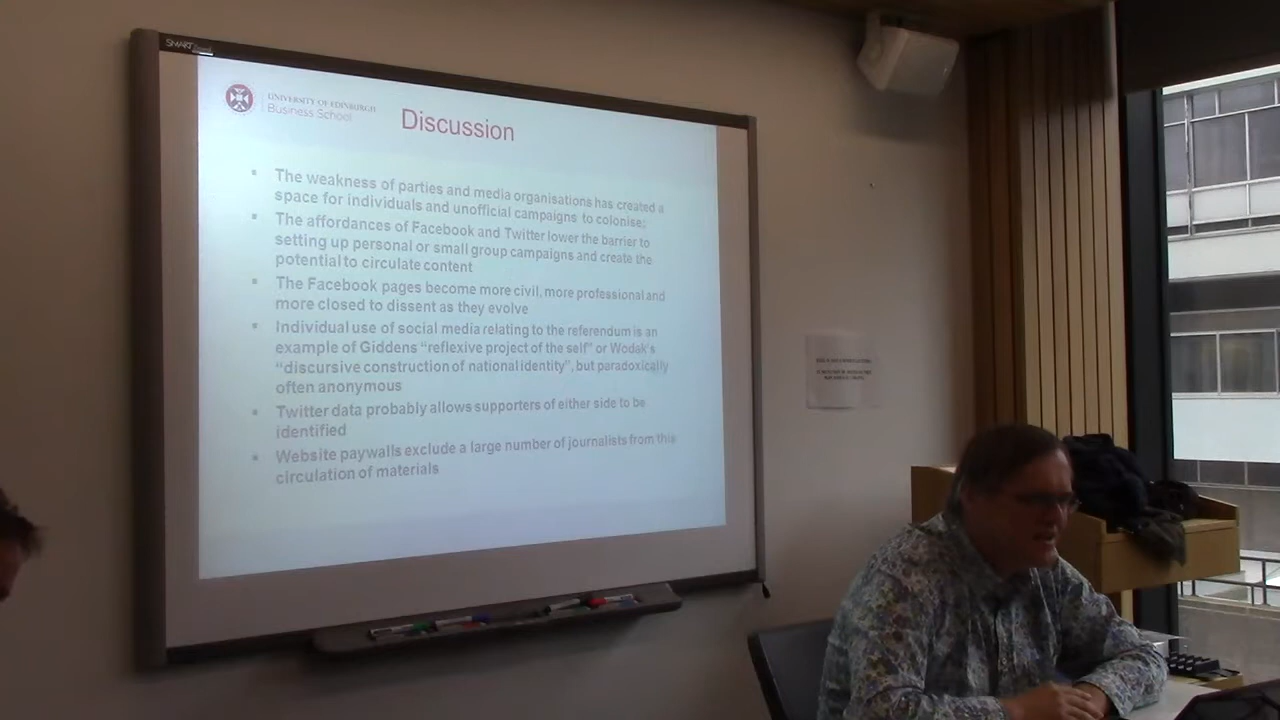 SMART
UNIVERSITY OF EDINBURGH
Business School
Discussion
The weakness of parties and media organisations has created a
space for individuals and unofficial campaigns to colonise;
The affordances of Facebook and Twitter lower the barrier to
setting up personal or small group campaigns and create the
potential to circulate content
The Facebook pages become more civil, more professional and
more closed to dissent as they evolve
Individual use of social media relating to the referendum is an
example of Giddens “reflexive project of the self” or Wodak's
“discursive construction of national identity”, but paradoxically
often anonymous
Twitter data probably allows supporters of either side to be
identified
Website paywalls exclude a large number of journalists from this
circulation of materials